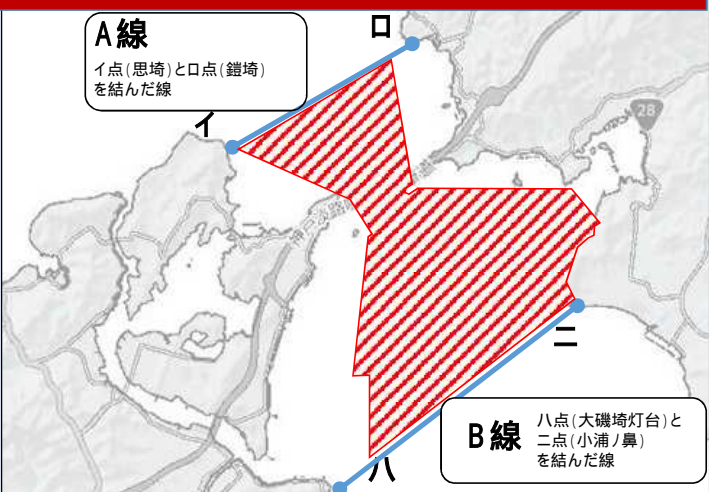 A線
イ点(思埼)とロ点(鎧埼)
を結んだ線
ロ
イ
28
ニ
ハ
B線
ハ点(大磯埼灯台)と
ニ点(小浦ノ鼻)
を結んだ線